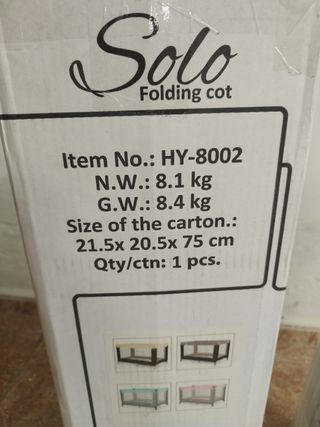 Solo
Folding cot
Item No.: HY-8002
N.W.: 8.1 kg
G.W.: 8.4 kg
Size of the carton.:
21.5x 20.5x 75 cm
Qty/ctn: 1 pcs.